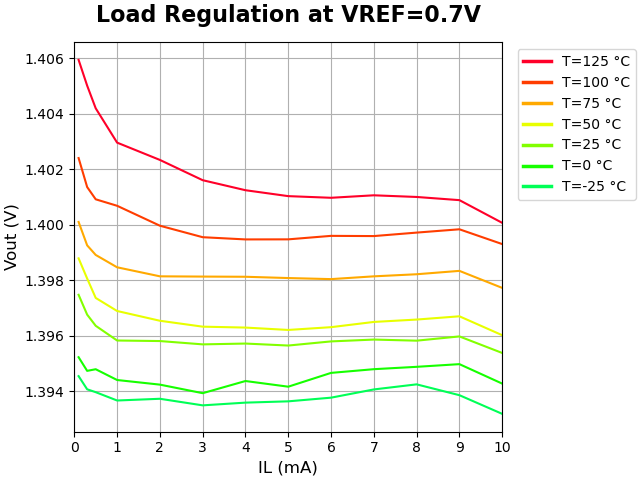 Load Regulation at VREF=0.7V
1.406
1.404
1.402
1.400
1.398
1.396
1.394
Vout (V)
0 1 2 3 4 5 6 7 8 9 10
IL (mA)
T=125 °C
T=100 °C
T=75 °C
T=50 °C
T=25 °C
T=0 °C
T=-25 °C